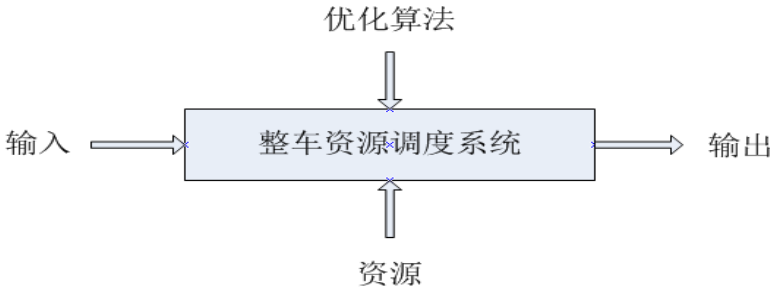 优化算法
输入
整车资源调度系统
输出
资源